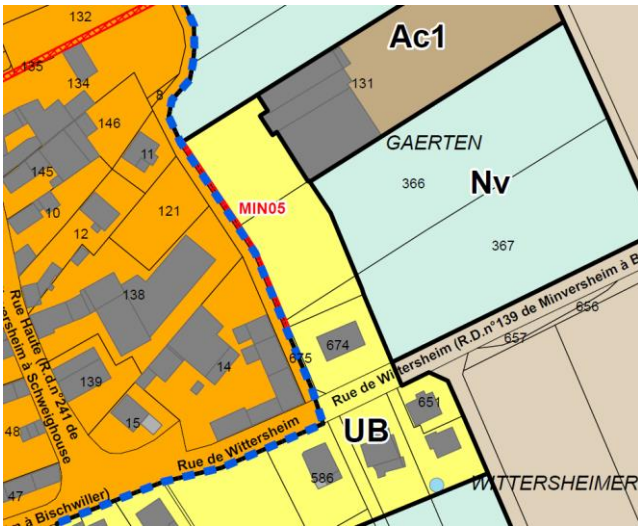 132
Ac1
135
134
131
8
146
GAERTEN
11
145
366
Nv
121
10
MIN05
12
367
138
656
657
Rue de Wittersheim (R.D.n°139 de Minversheim à B
674
675
Rue Haute (R.d.n°241 de
versheim à Schweighouse
14
139
651
15
UB
48
Rue de Wittersheim
586
WITTERSHEIMER
47
n à Bischwiller)